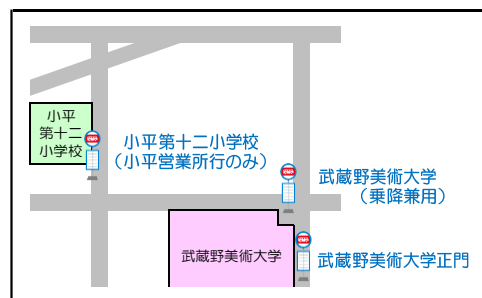 小平
第十二
小学校
小平第十二小学校
（小平営業所行のみ）
武蔵野美術大学
（乗降兼用）
武蔵野美術大学
武蔵野美術大学正門